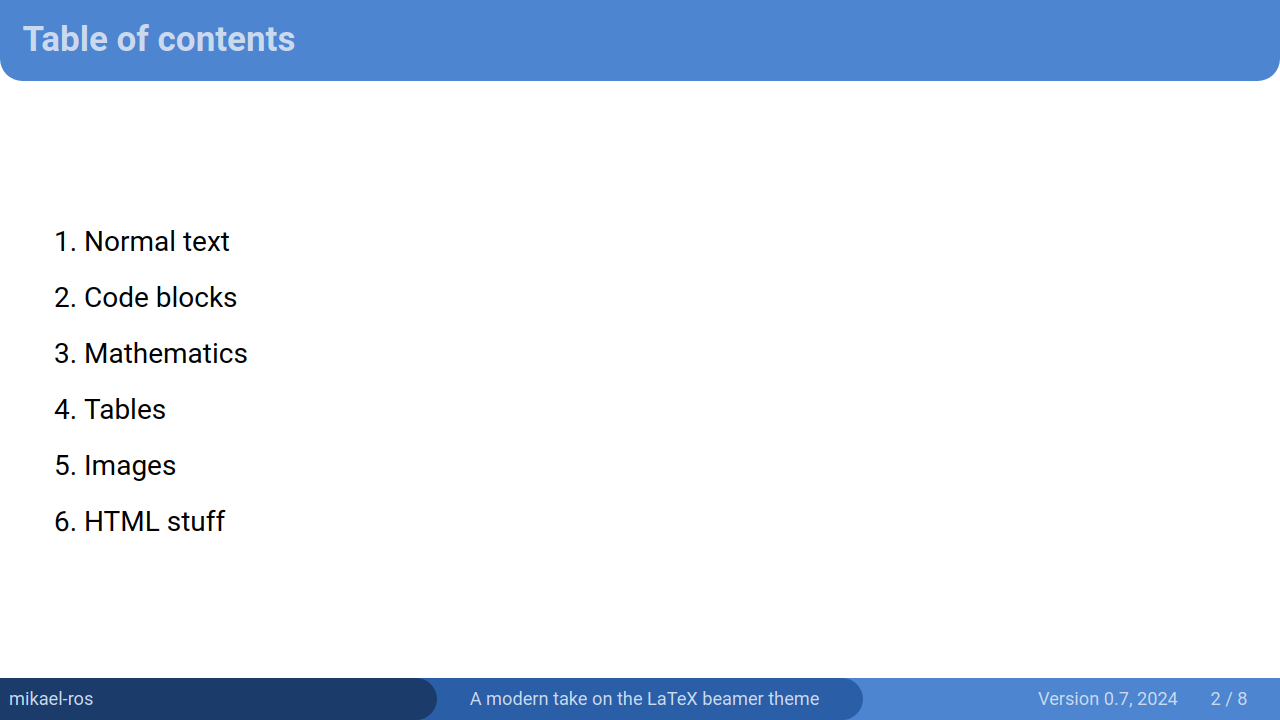 Table of contents
1. Normal text
2. Code blocks
3. Mathematics
4. Tables
5. Images
6. HTML stuff
mikael-ros A modern take on the LaTeX beamer theme Version 0.7, 2024 2 / 8